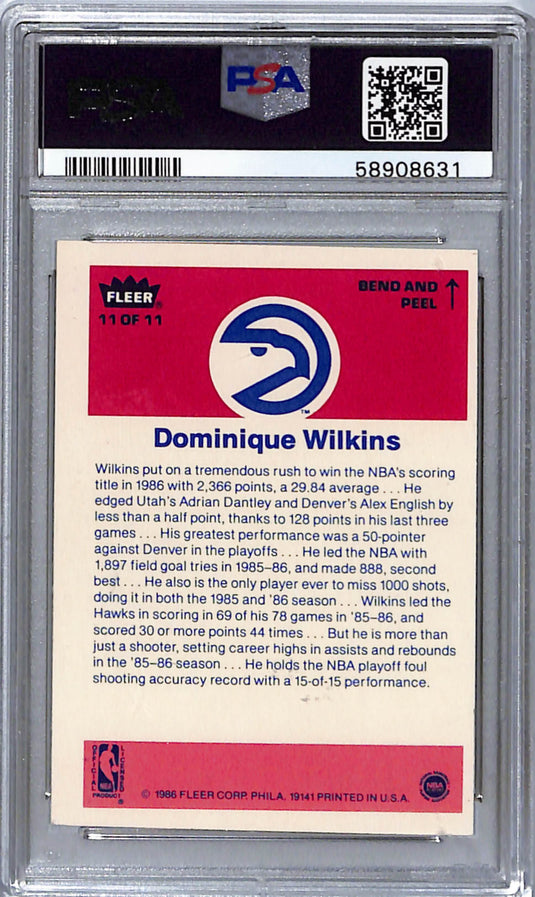 PSA
PSA
58908631
FLEER®
11 OF 11
BEND AND
PEEL
™
Dominique Wilkins
Wilkins put on a tremendous rush to win the NBA's scoring
title in 1986 with 2,366 points, a 29.84 average . . . He
edged Utah's Adrian Dantley and Denver's Alex English by
less than a half point, thanks to 128 points in his last three
games . . . His greatest performance was a 50-pointer
against Denver in the playoffs . . . He led the NBA with
1,897 field goal tries in 1985-86, and made 888, second
best . . . He also is the only player ever to miss 1000 shots,
doing it in both the 1985 and '86 season . . . Wilkins led the
Hawks in scoring in 69 of his 78 games in '85-86, and
scored 30 or more points 44 times . . . But he is more than
just a shooter, setting career highs in assists and rebounds
in the '85-86 season . . . He holds the NBA playoff foul
shooting accuracy record with a 15-of-15 performance.
OFFICIAL
LICENSED
NBA
PRODUCT®
© 1986 FLEER CORP. PHILA. 19141 PRINTED IN U.S.A.
NBA